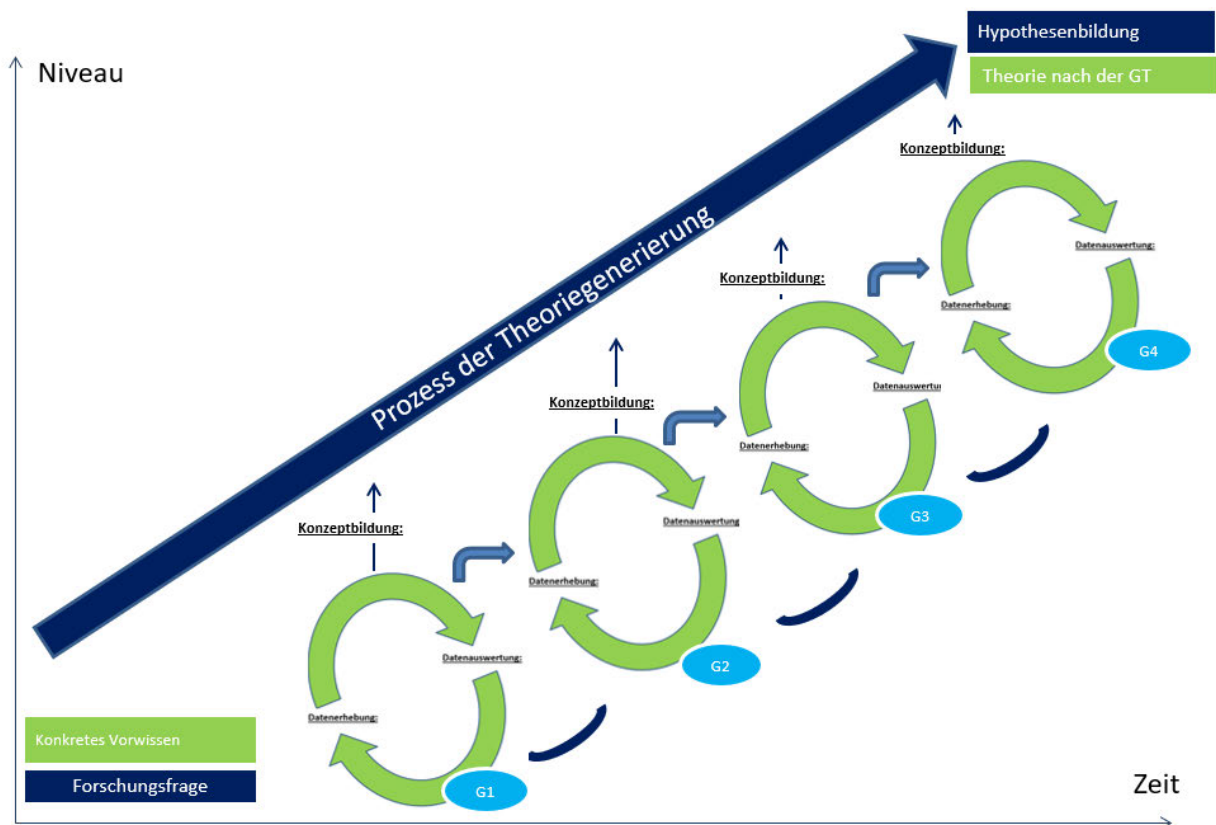 Hypothesenbildung
Niveau
Theorie nach der GT
Konzeptbildung:
Prozess der Theoriegenerierung
Datenauswertung:
Konzeptbildung:
Datenerhebung:
G4
Datenauswertu
Konzeptbildung:
Datenerhebung:
G3
Konzeptbildung:
Datenauswertung
Datenerhebung:
G2
Datenauswertung:
Datenerhebung:
Konkretes Vorwissen
Forschungsfrage
Zeit
G1